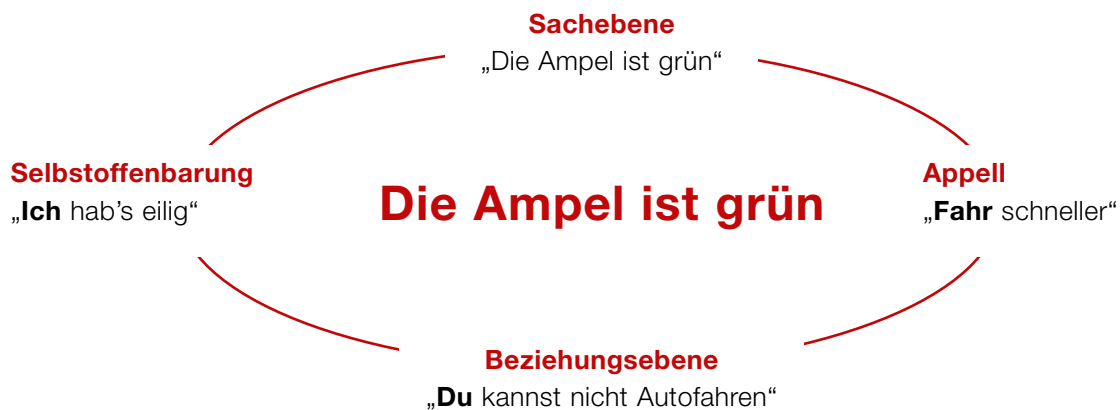 Sachebene
„Die Ampel ist grün“
Selbstoffenbarung
„Ich hab’s eilig“
Die Ampel ist grün
Appell
„Fahr schneller“
Beziehungsebene
„Du kannst nicht Autofahren“